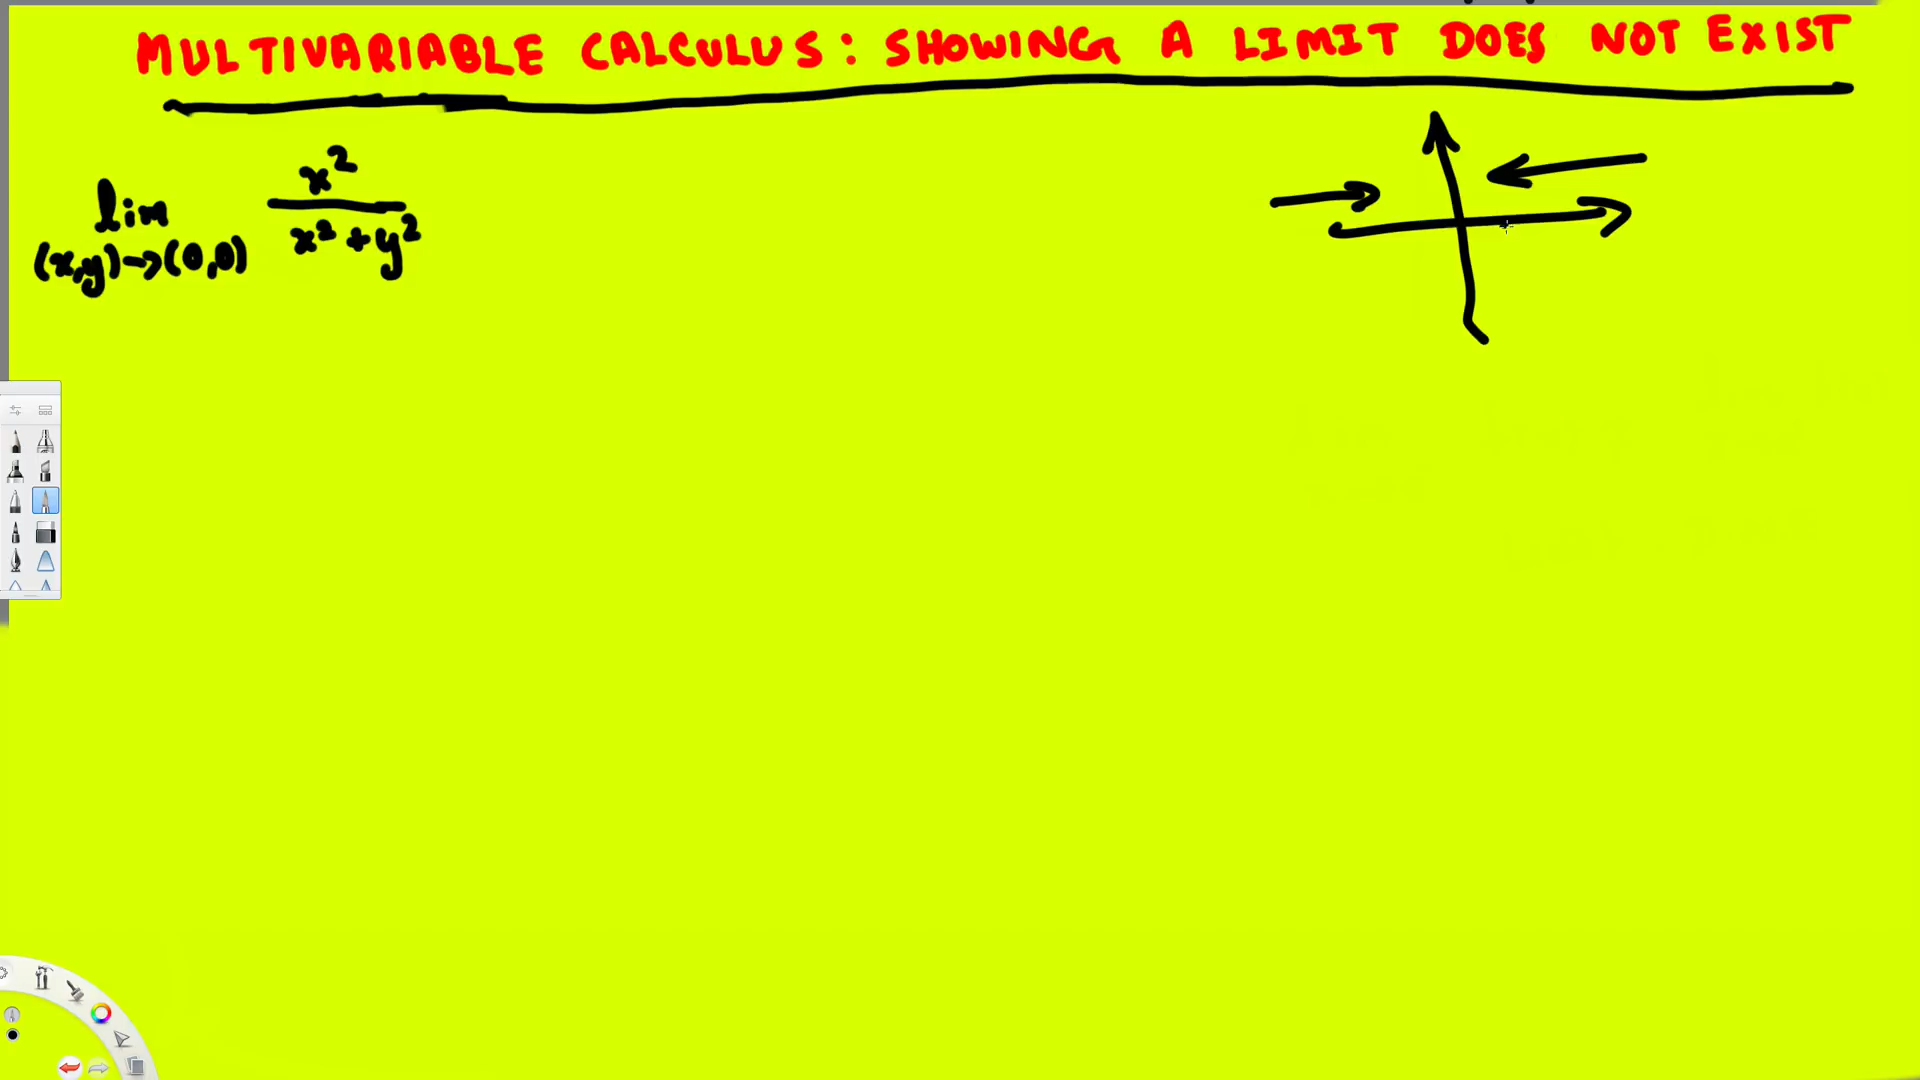 MULTIVARIABLE CALCULUS: SHOWING A LIMIT DOES NOT EXIST
lim (x,y)→(0,0) x²/(x²+y²)